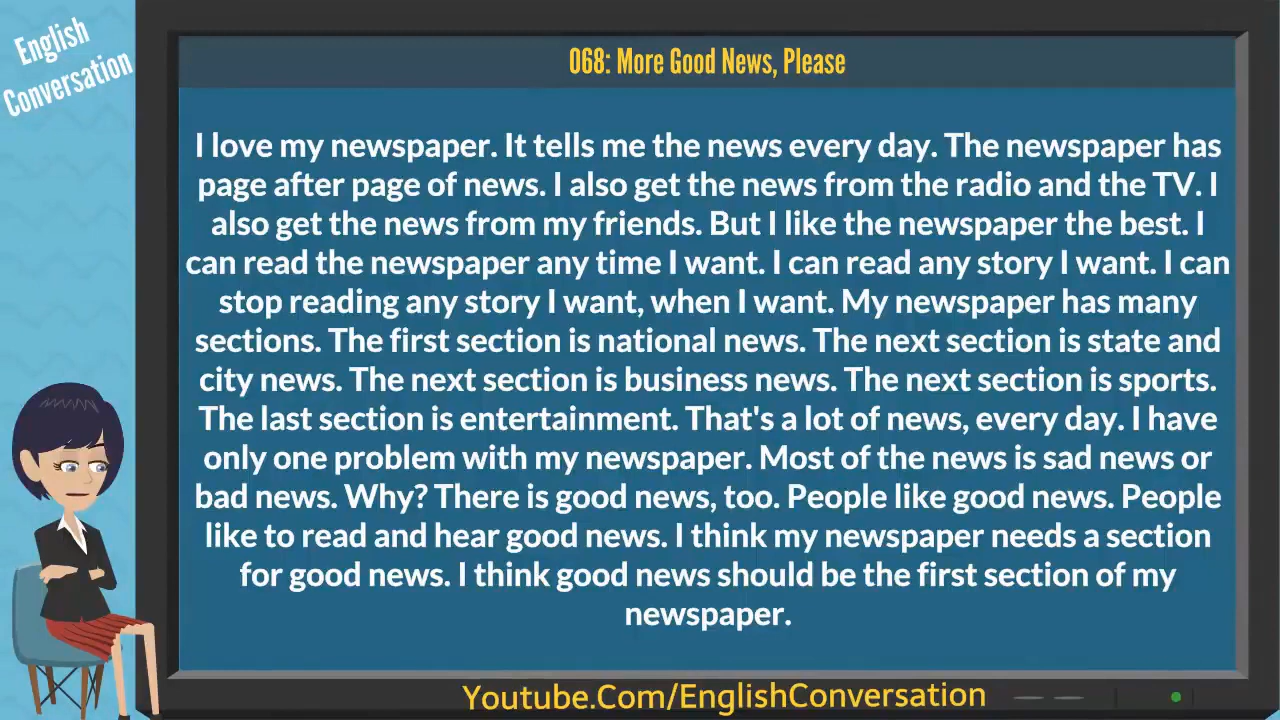 English
Conversation
068: More Good News, Please
I love my newspaper. It tells me the news every day. The newspaper has
page after page of news. I also get the news from the radio and the TV. I
also get the news from my friends. But I like the newspaper the best. I
can read the newspaper any time I want. I can read any story I want. I can
stop reading any story I want, when I want. My newspaper has many
sections. The first section is national news. The next section is state and
city news. The next section is business news. The next section is sports.
The last section is entertainment. That's a lot of news, every day. I have
only one problem with my newspaper. Most of the news is sad news or
bad news. Why? There is good news, too. People like good news. People
like to read and hear good news. I think my newspaper needs a section
for good news. I think good news should be the first section of my
newspaper.
Youtube.Com/EnglishConversation